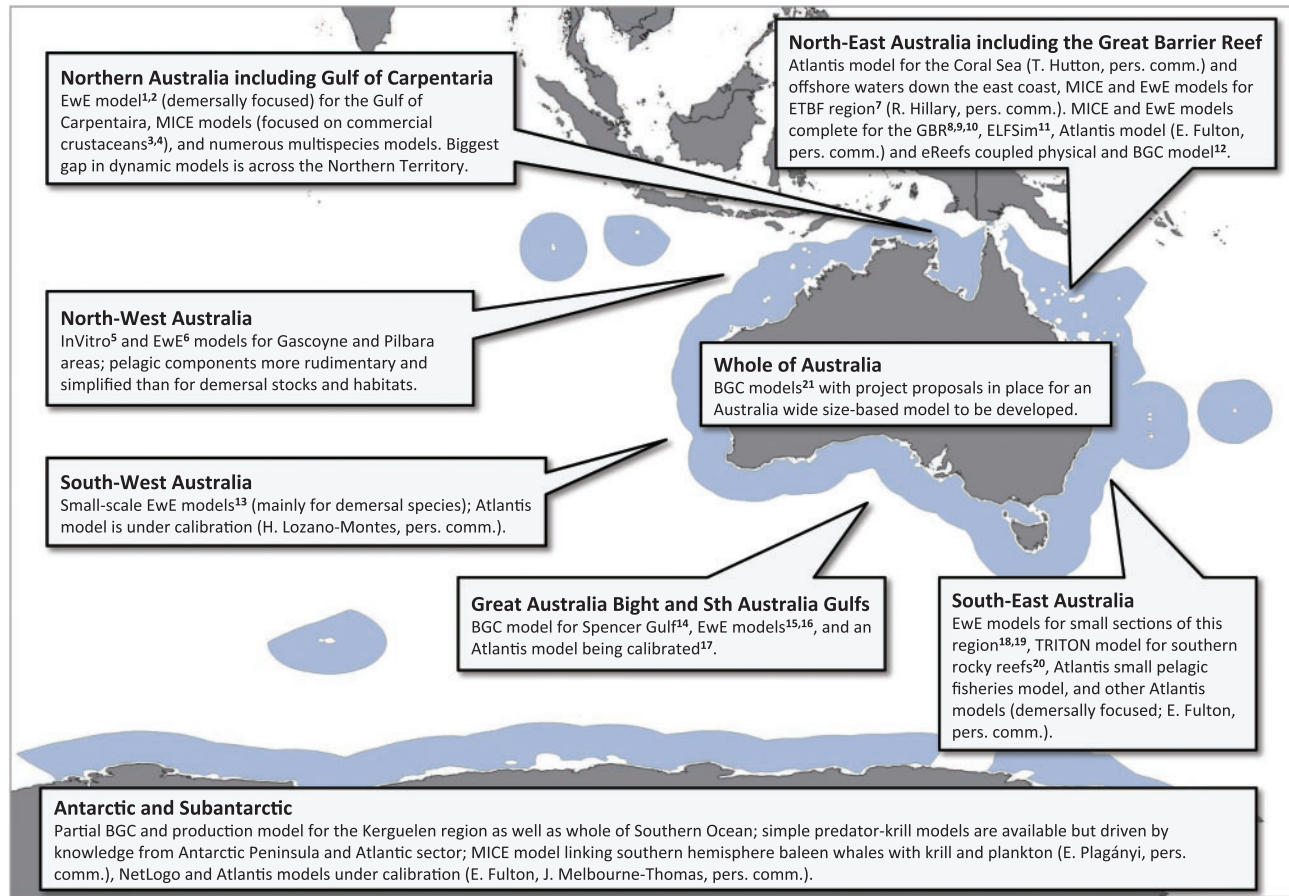 Northern Australia including Gulf of Carpentaria
EwE model1,2 (demersally focused) for the Gulf of
Carpentaira, MICE models (focused on commercial
crustaceans3,4), and numerous multispecies models. Biggest
gap in dynamic models is across the Northern Territory.
North-East Australia including the Great Barrier Reef
Atlantis model for the Coral Sea (T. Hutton, pers. comm.) and
offshore waters down the east coast, MICE and EwE models for
ETBF region7 (R. Hillary, pers. comm.). MICE and EwE models
complete for the GBR8,9,10, ELFSim11, Atlantis model (E. Fulton,
pers. comm.) and eReefs coupled physical and BGC model12.
North-West Australia
InVitro5 and EwE6 models for Gascoyne and Pilbara
areas; pelagic components more rudimentary and
simplified than for demersal stocks and habitats.
Whole of Australia
BGC models21 with project proposals in place for an
Australia wide size-based model to be developed.
South-West Australia
Small-scale EwE models13 (mainly for demersal species); Atlantis
model is under calibration (H. Lozano-Montes, pers. comm.).
Great Australia Bight and Sth Australia Gulfs
BGC model for Spencer Gulf14, EwE models15,16, and an
Atlantis model being calibrated17.
South-East Australia
EwE models for small sections of this
region18,19, TRITON model for southern
rocky reefs20, Atlantis small pelagic
fisheries model, and other Atlantis
models (demersally focused; E. Fulton,
pers. comm.).
Antarctic and Subantarctic
Partial BGC and production model for the Kerguelen region as well as whole of Southern Ocean; simple predator-krill models are available but driven by
knowledge from Antarctic Peninsula and Atlantic sector; MICE model linking southern hemisphere baleen whales with krill and plankton (E. Plagányi, pers.
comm.), NetLogo and Atlantis models under calibration (E. Fulton, J. Melbourne-Thomas, pers. comm.).